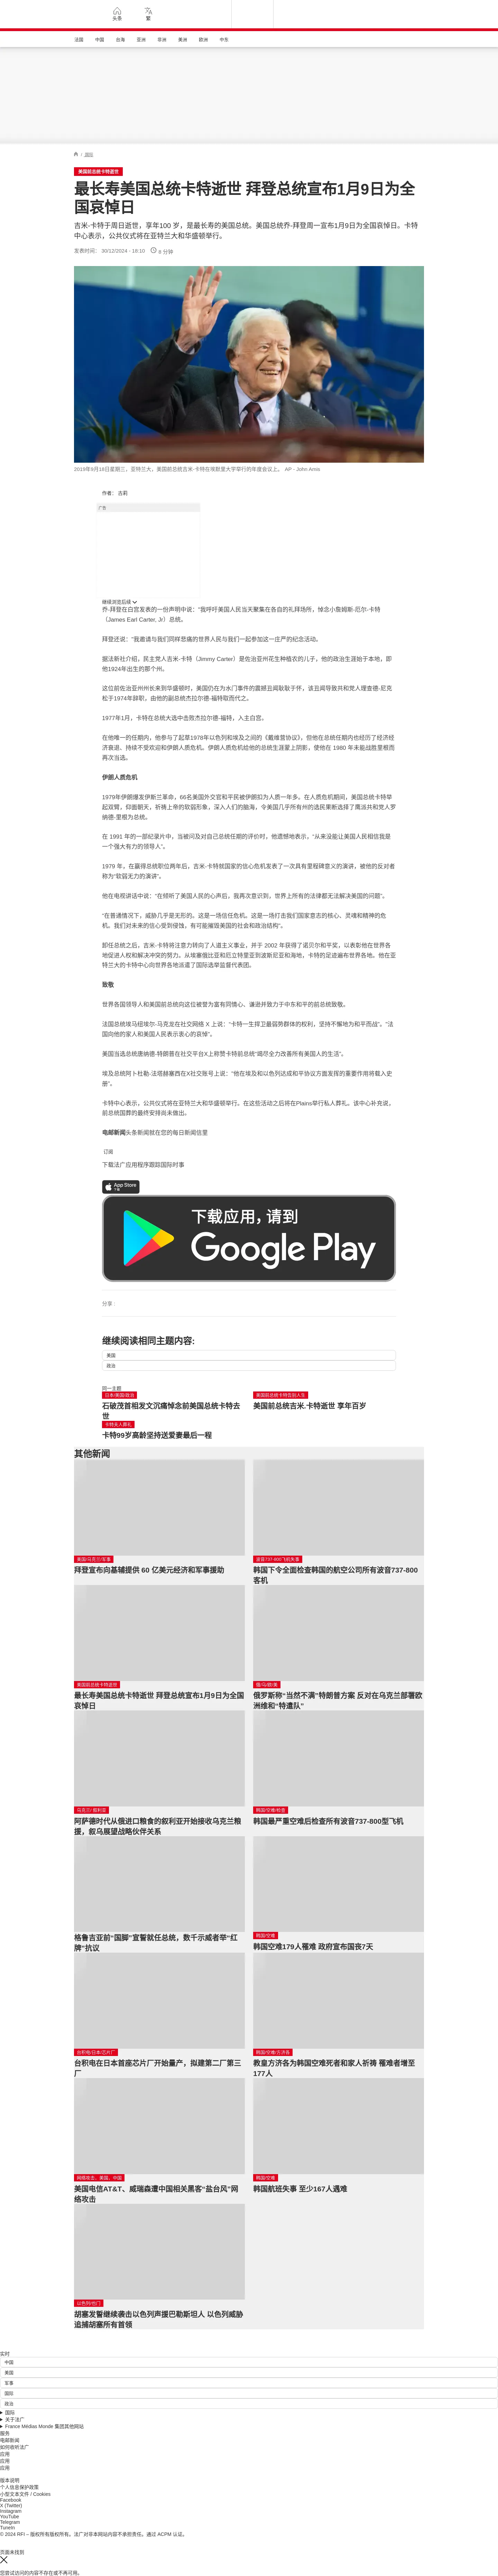 头条
繁
法国
中国
台海
亚洲
非洲
美洲
欧洲
中东
/ 国际
美国前总统卡特逝世
最长寿美国总统卡特逝世 拜登总统宣布1月9日为全
国哀悼日
吉米-卡特于周日逝世，享年100 岁，是最长寿的美国总统。美国总统乔-拜登周一宣布1月9日为全国哀悼日。卡特
中心表示，公共仪式将在亚特兰大和华盛顿举行。
发表时间： 30/12/2024 - 16:10
6 分钟
2019年9月18日星期三，亚特兰大，美国前总统吉米-卡特在埃默里大学举行的年度会议上。 AP - John Amis
作者： 古莉
广告
继续浏览后续
乔-拜登在白宫发表的一份声明中说："我呼吁美国人民当天聚集在各自的礼拜场所，悼念小詹姆斯-厄尔-卡特
（James Earl Carter, Jr）总统。
拜登还说："我邀请与我们同样悲痛的世界人民与我们一起参加这一庄严的纪念活动。
据法新社介绍，民主党人吉米-卡特（Jimmy Carter）是佐治亚州花生种植农的儿子，他的政治生涯始于本地，即
他1924年出生的那个州。
这位前佐治亚州州长来到华盛顿时，美国仍在为水门事件的震撼丑闻耿耿于怀，该丑闻导致共和党人理查德-尼克
松于1974年辞职，由他的副总统杰拉尔德-福特取而代之。
1977年1月，卡特在总统大选中击败杰拉尔德-福特，入主白宫。
在他唯一的任期内，他参与了起草1978年以色列和埃及之间的《戴维营协议》，但他在总统任期内也经历了经济经
济衰退、持续不受欢迎和伊朗人质危机。伊朗人质危机给他的总统生涯蒙上阴影，使他在 1980 年未能战胜里根而
再次当选。
伊朗人质危机
1979年伊朗爆发伊斯兰革命，66名美国外交官和平民被伊朗扣为人质一年多。在人质危机期间，美国总统卡特举
起双臂，仰面朝天，祈祷上帝的软弱形象，深入人们的脑海，令美国几乎所有州的选民果断选择了鹰派共和党人罗
纳德·里根为总统。
在 1991 年的一部纪录片中，当被问及对自己总统任期的评价时，他遗憾地表示，“从来没能让美国人民相信我是
一个强大有力的领导人”。
1979 年，在赢得总统职位两年后，吉米-卡特就国家的信心危机发表了一次具有里程碑意义的演讲，被他的反对者
称为“软弱无力的演讲”。
他在电视讲话中说：“在倾听了美国人民的心声后，我再次意识到，世界上所有的法律都无法解决美国的问题”。
“在普通情况下，威胁几乎是无形的。这是一场信任危机。这是一场打击我们国家意志的核心、灵魂和精神的危
机。我们对未来的信心受到侵蚀，有可能摧毁美国的社会和政治结构”。
卸任总统之后，吉米-卡特将注意力转向了人道主义事业，并于 2002 年获得了诺贝尔和平奖，以表彰他在世界各
地促进人权和解决冲突的努力。从埃塞俄比亚和厄立特里亚到波斯尼亚和海地，卡特的足迹遍布世界各地。他在亚
特兰大的卡特中心向世界各地派遣了国际选举监督代表团。
致敬
世界各国领导人和美国前总统向这位被誉为富有同情心、谦逊并致力于中东和平的前总统致敬。
法国总统埃马纽埃尔-马克龙在社交网络 X 上说：“卡特一生捍卫最弱势群体的权利，坚持不懈地为和平而战”。“法
国向他的家人和美国人民表示衷心的哀悼”。
美国当选总统唐纳德·特朗普在社交平台X上称赞卡特前总统“竭尽全力改善所有美国人的生活”。
埃及总统阿卜杜勒-法塔赫塞西在X社交账号上说：“他在埃及和以色列达成和平协议方面发挥的重要作用将载入史
册”。
卡特中心表示，公共仪式将在亚特兰大和华盛顿举行。在这些活动之后将在Plains举行私人葬礼。该中心补充说，
前总统国葬的最终安排尚未做出。
电邮新闻头条新闻就在您的每日新闻信里
订阅
下载法广应用程序跟踪国际时事
App Store
下载
下载应用，请到
Google Play
分享 :
继续阅读相同主题内容:
美国
政治
同一主题
日本/美国/政治
石破茂首相发文沉痛悼念前美国总统卡特去
世
美国前总统卡特告别人生
美国前总统吉米.卡特逝世 享年百岁
卡特夫人葬礼
卡特99岁高龄坚持送爱妻最后一程
其他新闻
美国/乌克兰/军事
拜登宣布向基辅提供 60 亿美元经济和军事援助
波音737-800飞机失事
韩国下令全面检查韩国的航空公司所有波音737-800
客机
美国前总统卡特逝世
最长寿美国总统卡特逝世 拜登总统宣布1月9日为全国
哀悼日
俄/乌/欧/美
俄罗斯称“当然不满”特朗普方案 反对在乌克兰部署欧
洲维和“特遣队”
乌克兰/ 叙利亚
阿萨德时代从俄进口粮食的叙利亚开始接收乌克兰粮
援，叙乌展望战略伙伴关系
韩国/空难/检查
韩国最严重空难后检查所有波音737-800型飞机
格鲁吉亚前“国脚”宣誓就任总统，数千示威者举“红
牌”抗议
韩国/空难
韩国空难179人罹难 政府宣布国丧7天
台积电/日本/芯片厂
台积电在日本首座芯片厂开始量产，拟建第二厂第三
厂
韩国/空难/方济各
教皇方济各为韩国空难死者和家人祈祷 罹难者增至
177人
网络攻击、美国、中国
美国电信AT&T、威瑞森遭中国相关黑客“盐台风”网
络攻击
韩国/空难
韩国航班失事 至少167人遇难
以色列/也门
胡塞发誓继续袭击以色列声援巴勒斯坦人 以色列威胁
追捕胡塞所有首领
实时
中国
美国
军事
国际
政治
国际
关于法广
France Médias Monde 集团其他网站
服务
电邮新闻
如何收听法广
应用
应用
应用
版本说明
个人信息保护政策
小型文本文件 / Cookies
Facebook
X (Twitter)
Instagram
YouTube
Telegram
TuneIn
© 2024 RFI – 版权所有版权所有。法广对非本网站内容不承担责任。通过 ACPM 认证。
页面未找到
您尝试访问的内容不存在或不再可用。